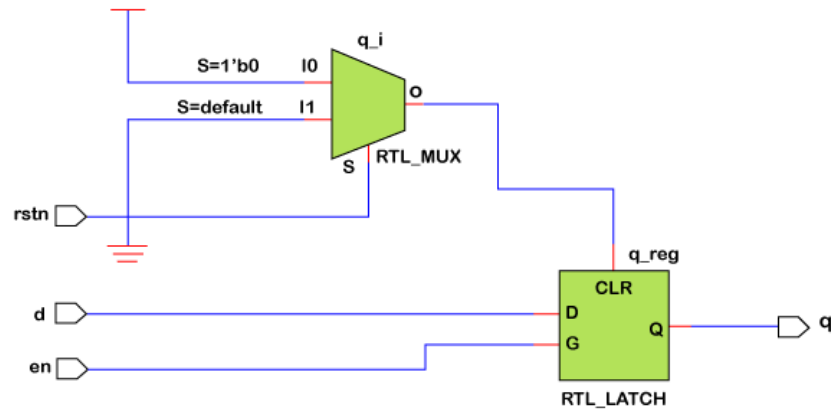 q_i
S=1'b0 I0
O
S=default I1
S RTL_MUX
rstn
q_reg
CLR
d D
Q q
en G
RTL_LATCH